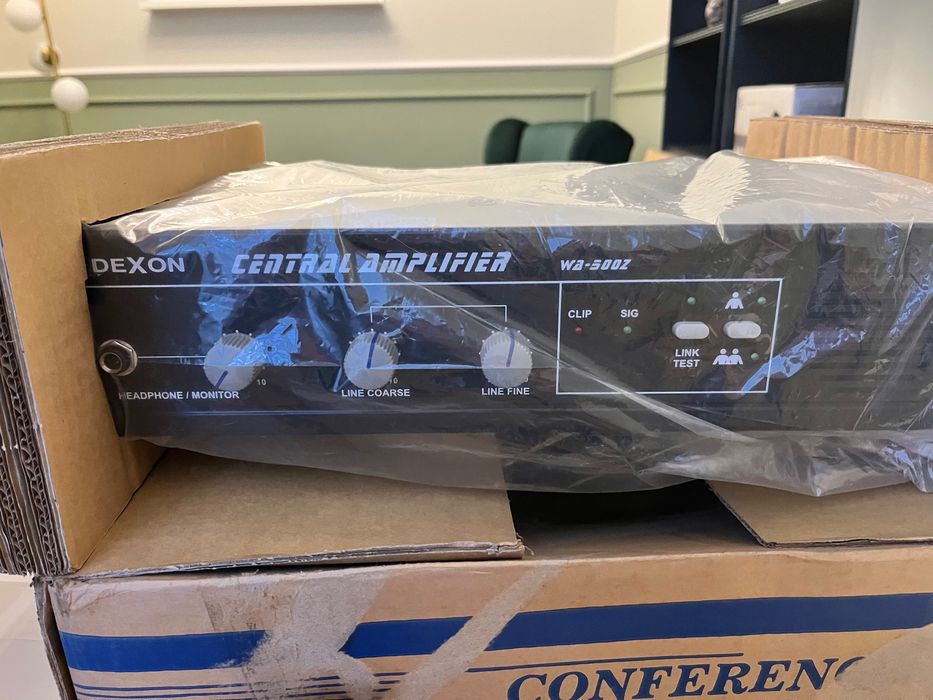 DEXON CENTRAL AMPLIFIER WA-500Z
CLIP SIG
LINK
TEST
10 10
HEADPHONE / MONITOR LINE COARSE LINE FINE